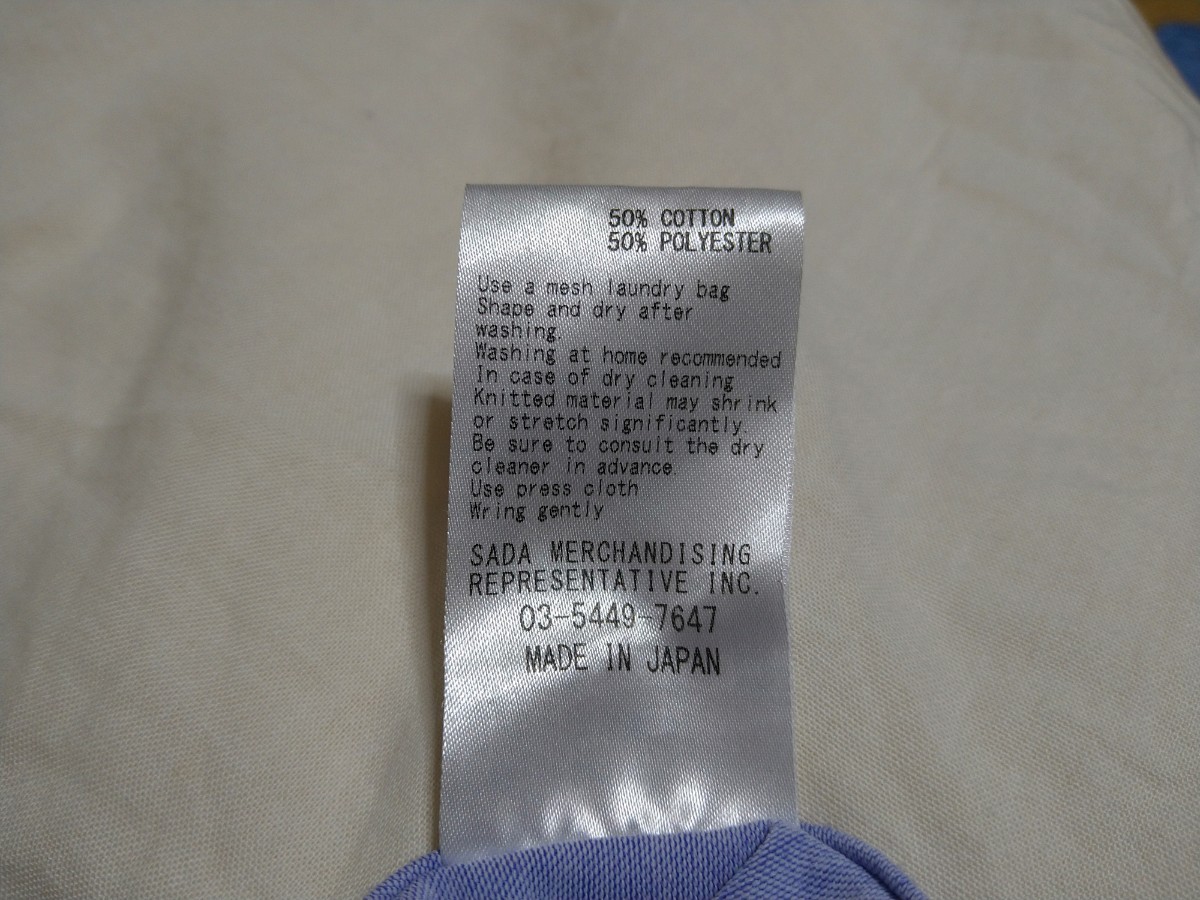 50% COTTON
50% POLYESTER
Use a mesh laundry bag
Shape and dry after
washing.
Washing at home recommended
In case of dry cleaning
Knitted material may shrink
or stretch significantly.
Be sure to consult the dry
cleaner in advance.
Use press cloth
Wring gently
SADA MERCHANDISING
REPRESENTATIVE INC.
03-5449-7647
MADE IN JAPAN